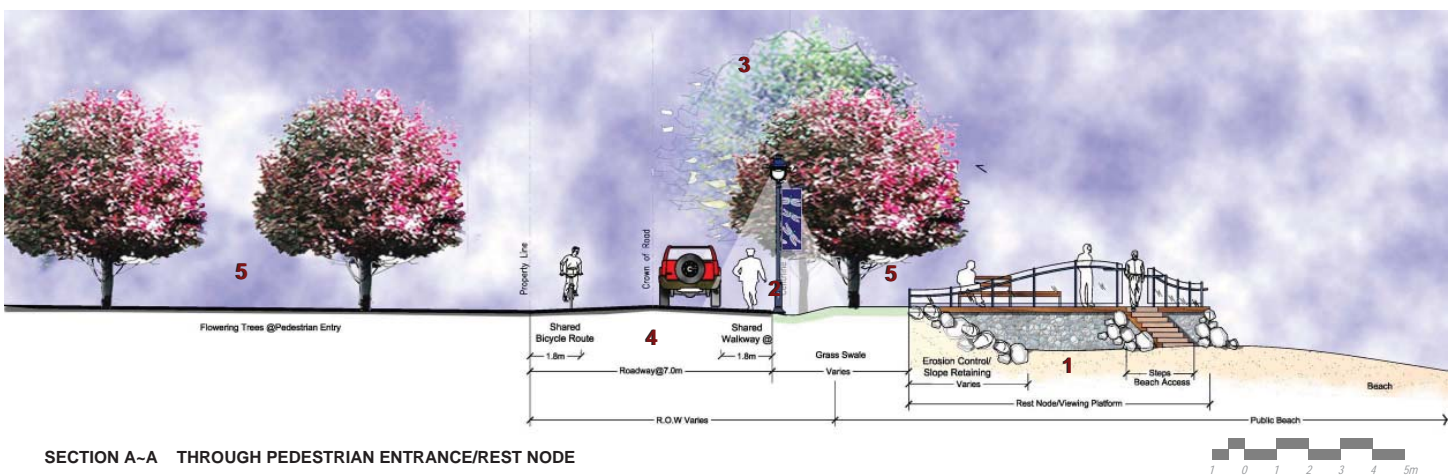 3
Property Line
Crown of Road
5
2
5
Flowering Trees @Pedestrian Entry
Shared
Bicycle Route
1.8m
4
Shared
Walkway @
1.8m
Roadway@7.0m
Grass Swale
Varies
Erosion Control/
Slope Retaining
Varies
1
Steps
Beach Access
Beach
Rest Node/Viewing Platform
R.O.W Varies
Public Beach
SECTION A~A THROUGH PEDESTRIAN ENTRANCE/REST NODE
1 0 1 2 3 4 5m